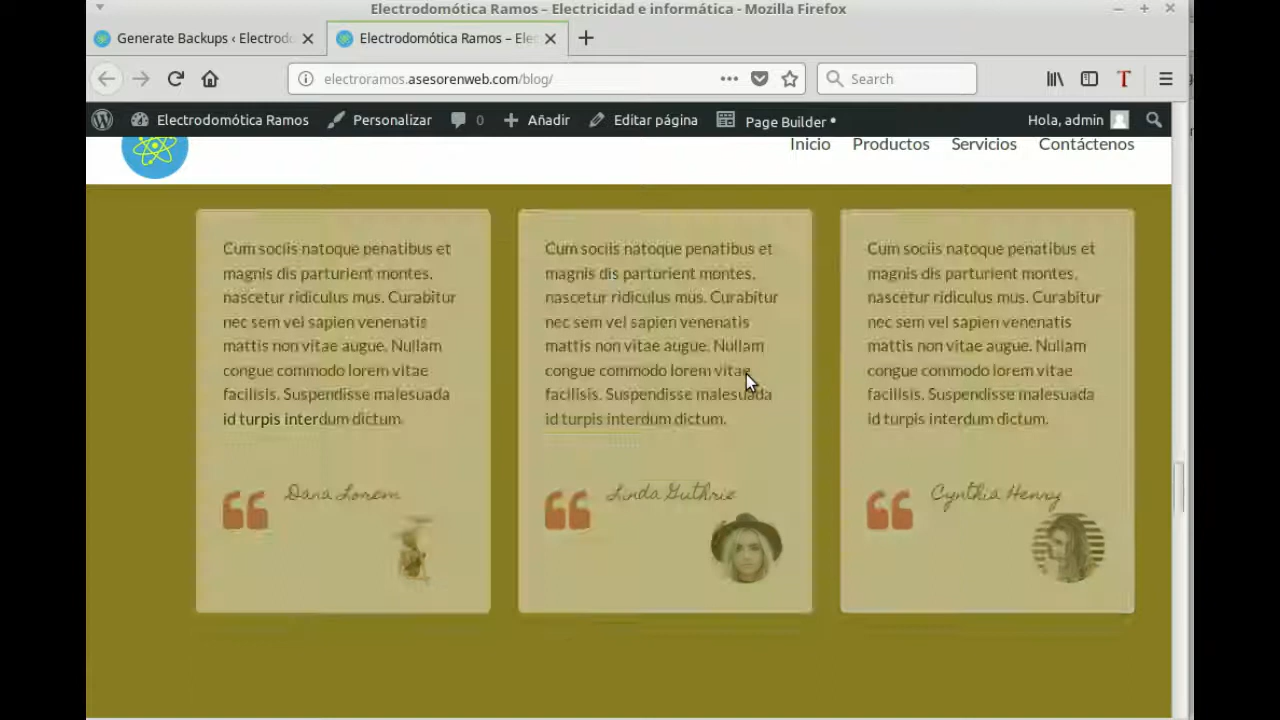 Electrodomótica Ramos – Electricidad e informática - Mozilla Firefox
Generate Backups ‹ Electrodo
Electrodomótica Ramos – Elec
electroramos.asesorenweb.com/blog/
Search
Electrodomótica Ramos Personalizar 0 Añadir Editar página Page Builder Hola, admin
Inicio Productos Servicios Contáctenos
Cum sociis natoque penatibus et
magnis dis parturient montes,
nascetur ridiculus mus. Curabitur
nec sem vel sapien venenatis
mattis non vitae augue. Nullam
congue commodo lorem vitae
facilisis. Suspendisse malesuada
id turpis interdum dictum.
Dana Lorem
Cum sociis natoque penatibus et
magnis dis parturient montes,
nascetur ridiculus mus. Curabitur
nec sem vel sapien venenatis
mattis non vitae augue. Nullam
congue commodo lorem vitae
facilisis. Suspendisse malesuada
id turpis interdum dictum.
Linda Guthrie
Cum sociis natoque penatibus et
magnis dis parturient montes,
nascetur ridiculus mus. Curabitur
nec sem vel sapien venenatis
mattis non vitae augue. Nullam
congue commodo lorem vitae
facilisis. Suspendisse malesuada
id turpis interdum dictum.
Cynthia Henry